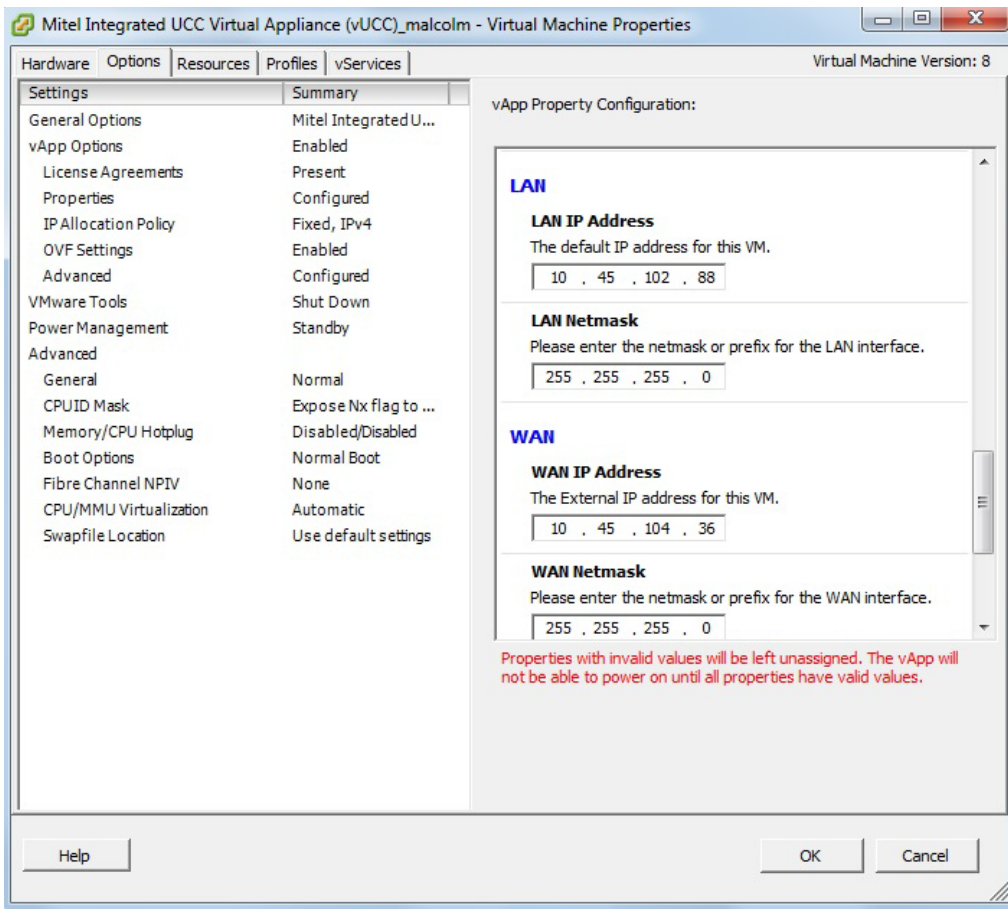 Mitel Integrated UCC Virtual Appliance (vUCC)_malcolm - Virtual Machine Properties
Hardware Options Resources Profiles vServices Virtual Machine Version: 8
Settings Summary
General Options Mitel Integrated U...
vApp Options Enabled
License Agreements Present
Properties Configured
IP Allocation Policy Fixed, IPv4
OVF Settings Enabled
Advanced Configured
VMware Tools Shut Down
Power Management Standby
Advanced
General Normal
CPUID Mask Expose Nx flag to ...
Memory/CPU Hotplug Disabled/Disabled
Boot Options Normal Boot
Fibre Channel NPIV None
CPU/MMU Virtualization Automatic
Swapfile Location Use default settings
vApp Property Configuration:
LAN
LAN IP Address
The default IP address for this VM.
10 . 45 . 102 . 88
LAN Netmask
Please enter the netmask or prefix for the LAN interface.
255 . 255 . 255 . 0
WAN
WAN IP Address
The External IP address for this VM.
10 . 45 . 104 . 36
WAN Netmask
Please enter the netmask or prefix for the WAN interface.
255 . 255 . 255 . 0
Properties with invalid values will be left unassigned. The vApp will
not be able to power on until all properties have valid values.
Help OK Cancel